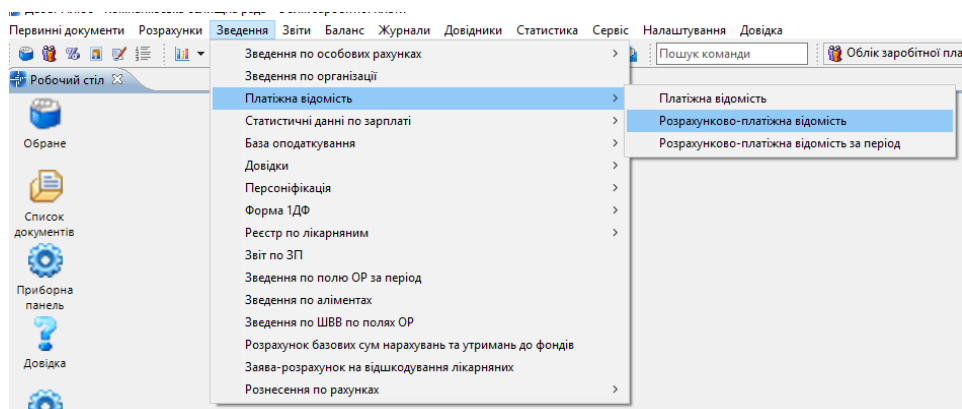 Первинні документи Розрахунки Зведення Звіти Баланс Журнали Довідники Статистика Сервіс Налаштування Довідка
Пошук команди Облік заробітної пла
Робочий стіл
Обране
Список
документів
Приборна
панель
Довідка
Зведення по особових рахунках
Зведення по організації
Платіжна відомість
Статистичні данні по зарплаті
База оподаткування
Довідки
Персоніфікація
Форма 1ДФ
Реєстр по лікарняним
Звіт по ЗП
Зведення по полю ОР за період
Зведення по аліментах
Зведення по ШВВ по полях ОР
Розрахунок базових сум нарахувань та утримань до фондів
Заява-розрахунок на відшкодування лікарняних
Рознесення по рахунках
Платіжна відомість
Розрахунково-платіжна відомість
Розрахунково-платіжна відомість за період